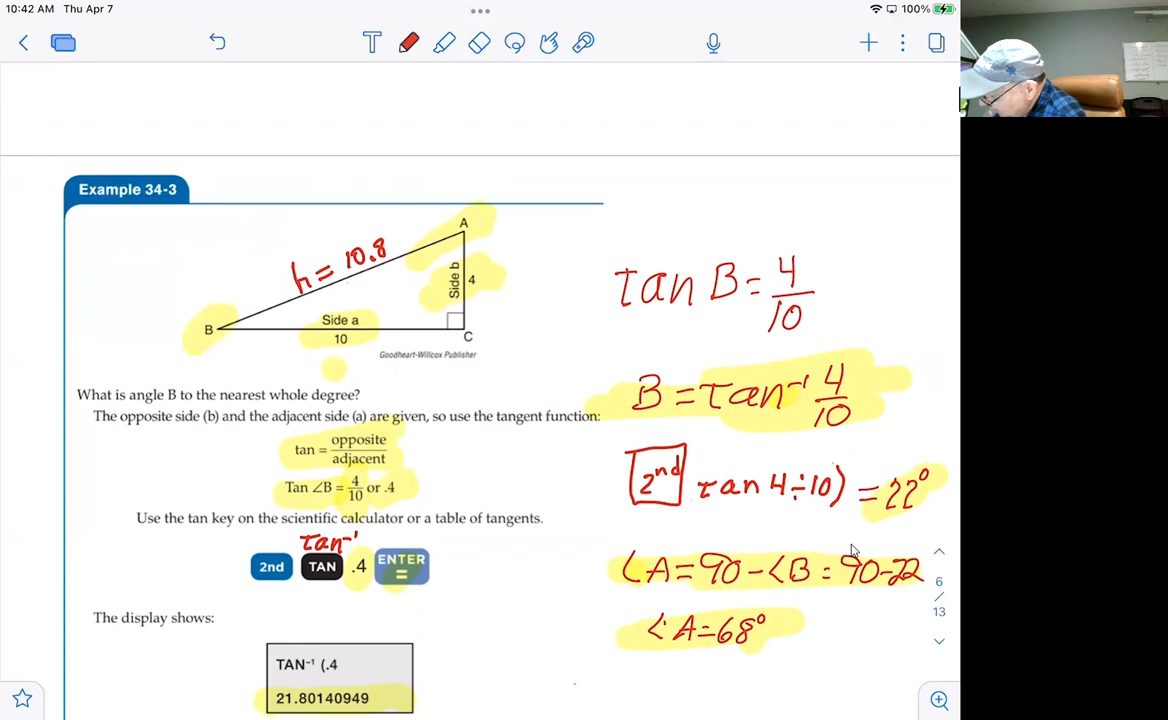 10:42 AM Thu Apr 7
100%
T
Example 34-3
A
h = 10.8
Side b
4
B
Side a
10
C
Goodheart-Willcox Publisher
What is angle B to the nearest whole degree?
The opposite side (b) and the adjacent side (a) are given, so use the tangent function:
tan = opposite
adjacent
Tan ∠B = 4
10 or .4
Use the tan key on the scientific calculator or a table of tangents.
tan⁻¹
2nd TAN .4 ENTER
=
The display shows:
TAN⁻¹ (.4
21.80140949
tan B = 4
10
B = tan⁻¹ 4
10
2nd tan 4÷10) = 22°
∠A = 90 - ∠B = 90-22
∠A = 68°
6
/
13